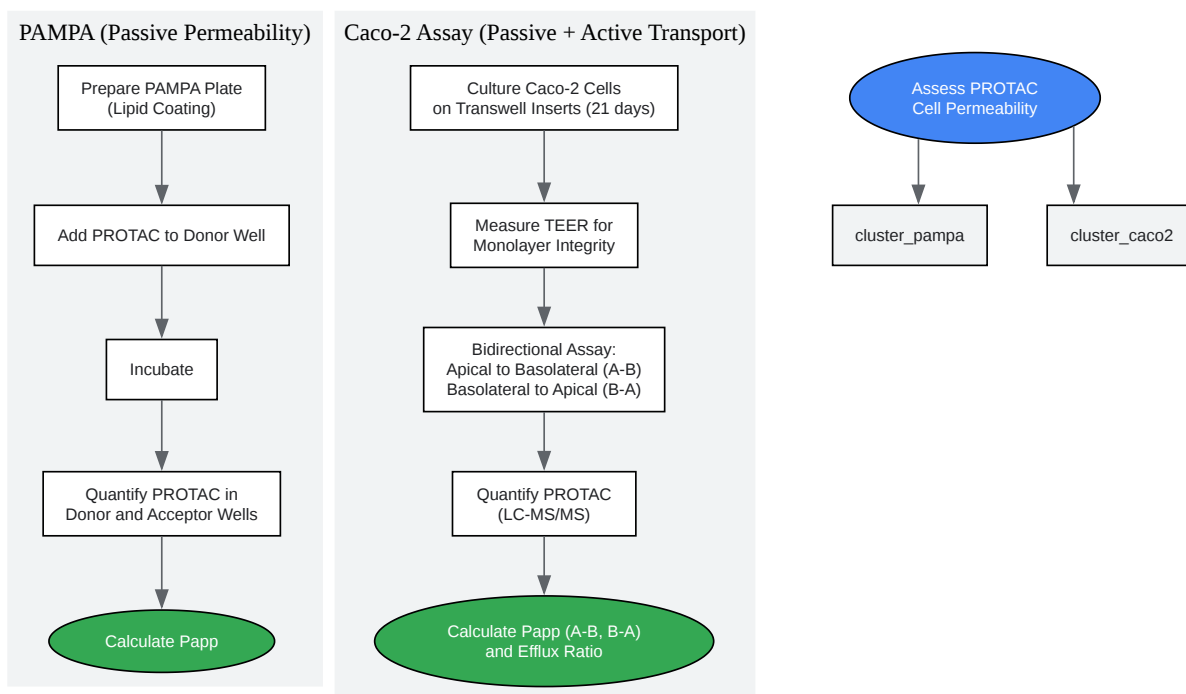 PAMPA (Passive Permeability)
Prepare PAMPA Plate
(Lipid Coating)
Add PROTAC to Donor Well
Incubate
Quantify PROTAC in
Donor and Acceptor Wells
Calculate Papp
Caco-2 Assay (Passive + Active Transport)
Culture Caco-2 Cells
on Transwell Inserts (21 days)
Measure TEER for
Monolayer Integrity
Bidirectional Assay:
Apical to Basolateral (A-B)
Basolateral to Apical (B-A)
Quantify PROTAC
(LC-MS/MS)
Calculate Papp (A-B, B-A)
and Efflux Ratio
Assess PROTAC
Cell Permeability
cluster_pampa
cluster_caco2